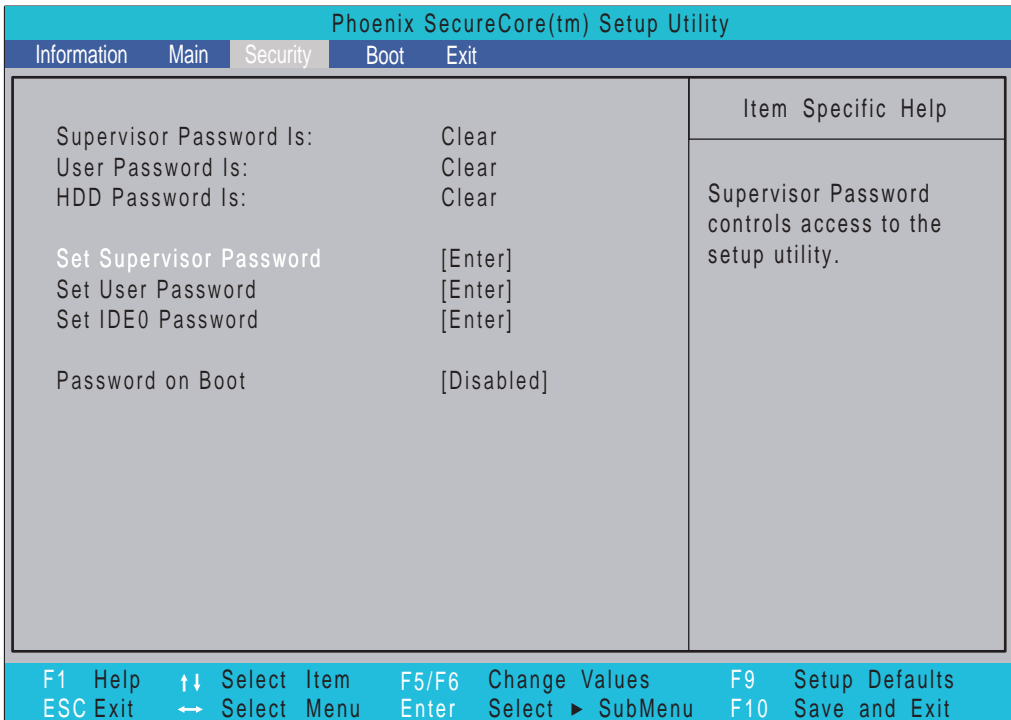 Phoenix SecureCore(tm) Setup Utility
Information Main Security Boot Exit
Item Specific Help
Supervisor Password Is: Clear
User Password Is: Clear
HDD Password Is: Clear
Supervisor Password
controls access to the
setup utility.
Set Supervisor Password [Enter]
Set User Password [Enter]
Set IDE0 Password [Enter]
Password on Boot [Disabled]
F1 Help ↑↓ Select Item F5/F6 Change Values F9 Setup Defaults
ESC Exit ↔ Select Menu Enter Select ► SubMenu F10 Save and Exit